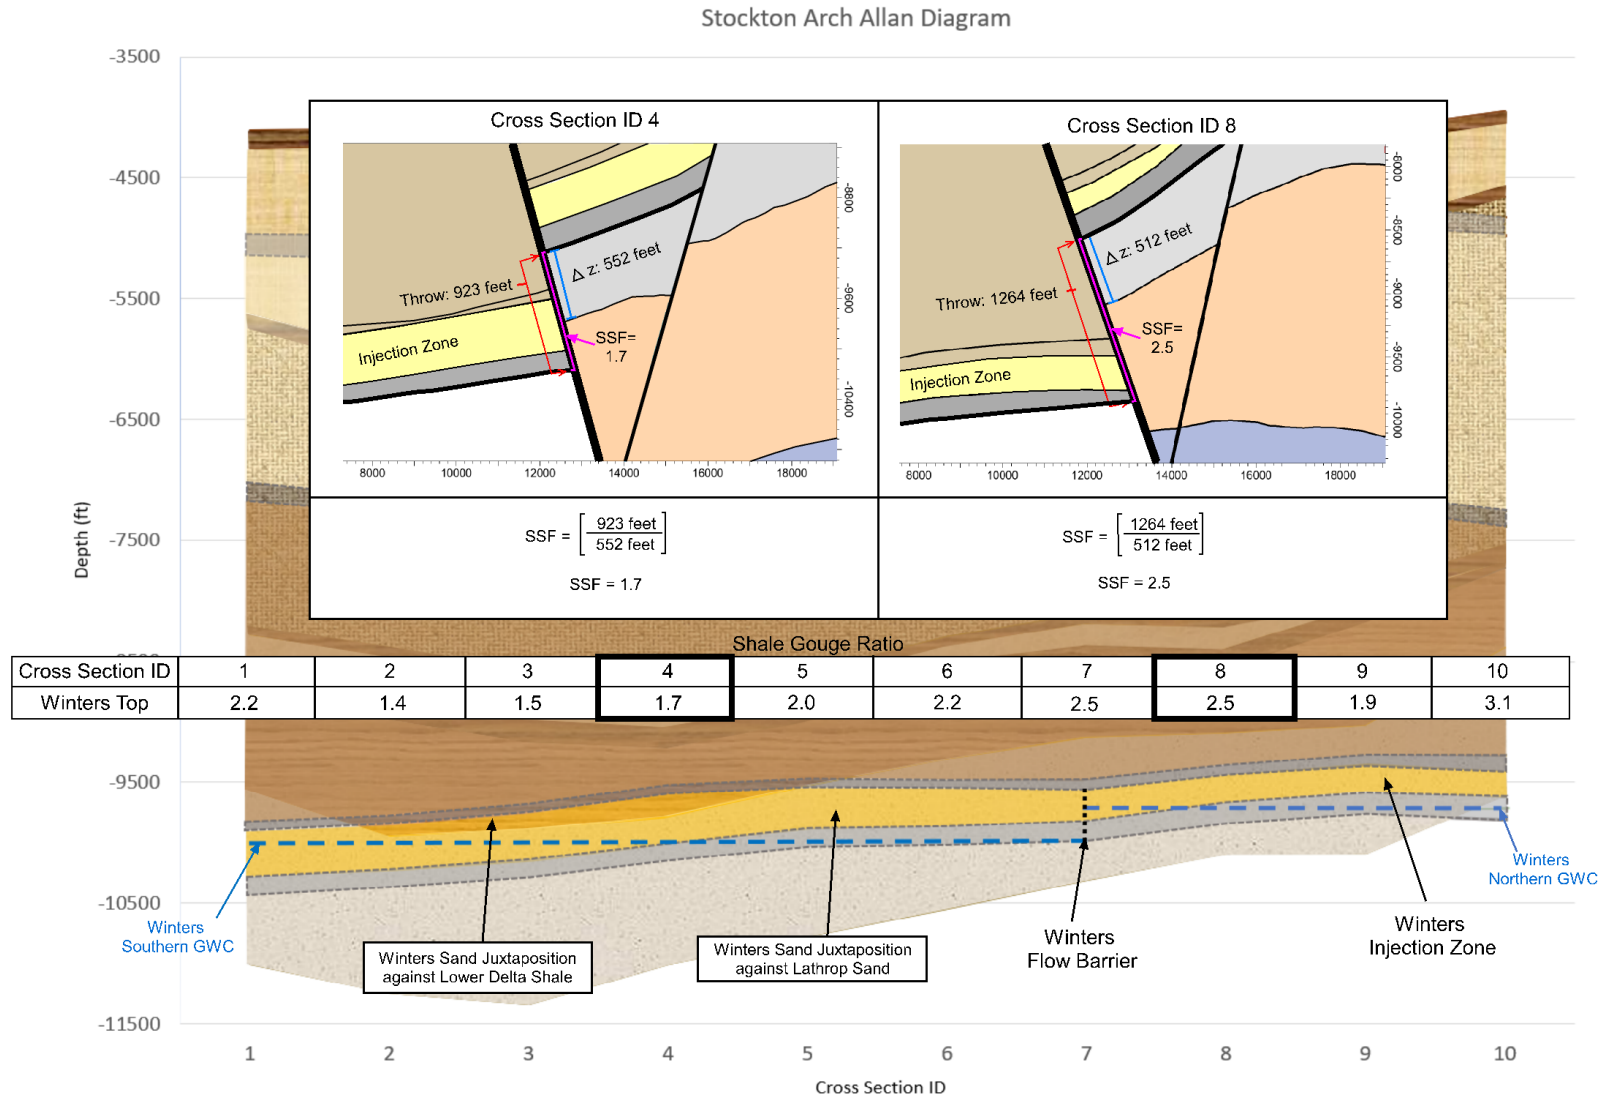 Stockton Arch Allan Diagram
-3500
-4500
-5500
-6500
-7500
-9500
-10500
-11500
Depth (ft)
Cross Section ID 4
Throw: 923 feet
Δ z: 552 feet
SSF=
1.7
Injection Zone
-8800
-9600
-10400
8000 10000 12000 14000 16000 18000
Cross Section ID 8
Throw: 1264 feet
Δ z: 512 feet
SSF=
2.5
Injection Zone
-8000
-8500
-9000
-9500
-10000
8000 10000 12000 14000 16000 18000
SSF = [923 feet
552 feet]
SSF = 1.7
SSF = [1264 feet
512 feet]
SSF = 2.5
Shale Gouge Ratio
Cross Section ID 1 2 3 4 5 6 7 8 9 10
Winters Top 2.2 1.4 1.5 1.7 2.0 2.2 2.5 2.5 1.9 3.1
Winters
Southern GWC
Winters Sand Juxtaposition
against Lower Delta Shale
Winters Sand Juxtaposition
against Lathrop Sand
Winters
Flow Barrier
Winters
Injection Zone
Winters
Northern GWC
1 2 3 4 5 6 7 8 9 10
Cross Section ID